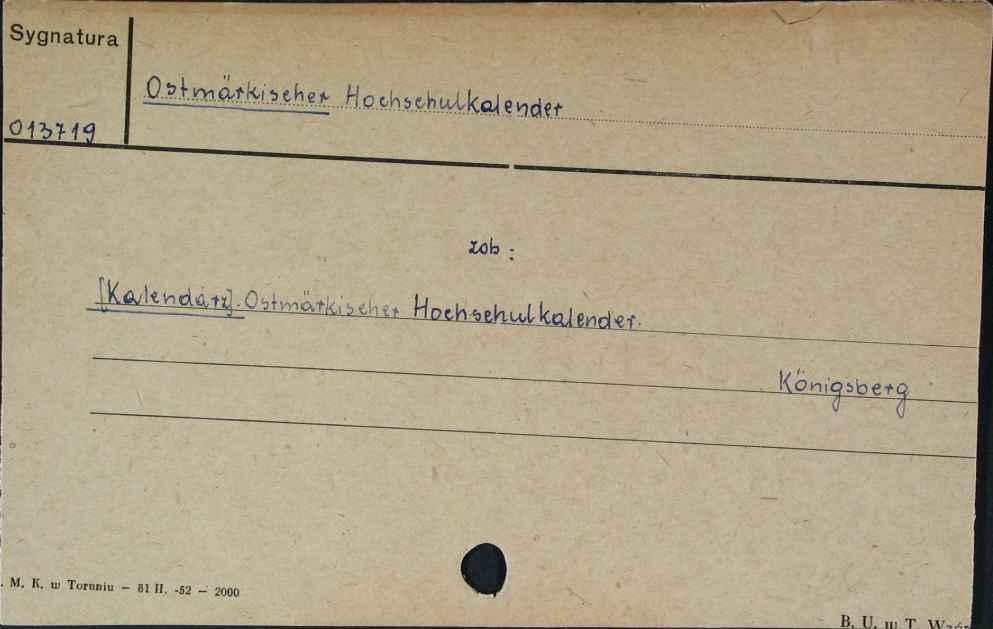 Sygnatura
Ostmärkischer Hochschulkalender
013719
zob:
[Kalendarz]. Ostmärkischer Hochschulkalender.
Königsberg
. M. K. w Toruniu – 81 II. -52 – 2000
B. U. w T.